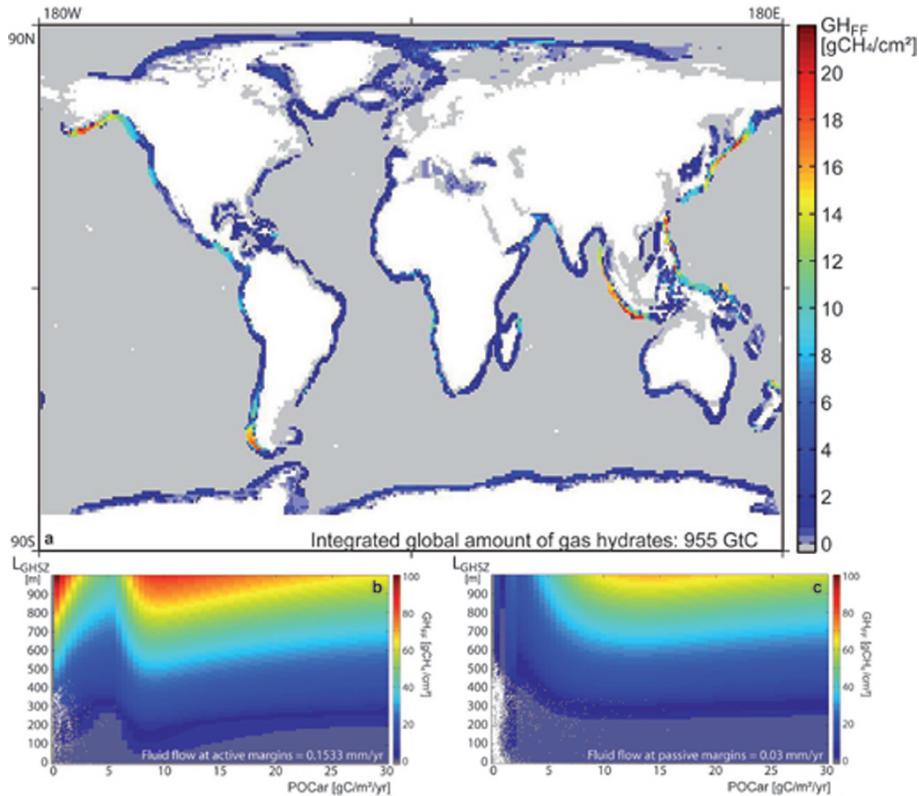 180W 180E
90N
GH_FF
[gCH₄/cm²]
20
18
16
14
12
10
8
6
4
2
0
90S
a
Integrated global amount of gas hydrates: 955 GtC
L_GHSZ
[m]
b
900
800
700
600
500
400
300
200
100
0
Fluid flow at active margins = 0.1533 mm/yr
0 5 10 15 20 25 30
POCar [gC/m²/yr]
100
80
60
40
20
0
GH_FF [gCH₄/cm²]
L_GHSZ
[m]
c
900
800
700
600
500
400
300
200
100
0
Fluid flow at passive margins = 0.03 mm/yr
0 5 10 15 20 25 30
POCar [gC/m²/yr]
100
80
60
40
20
0
GH_FF [gCH₄/cm²]